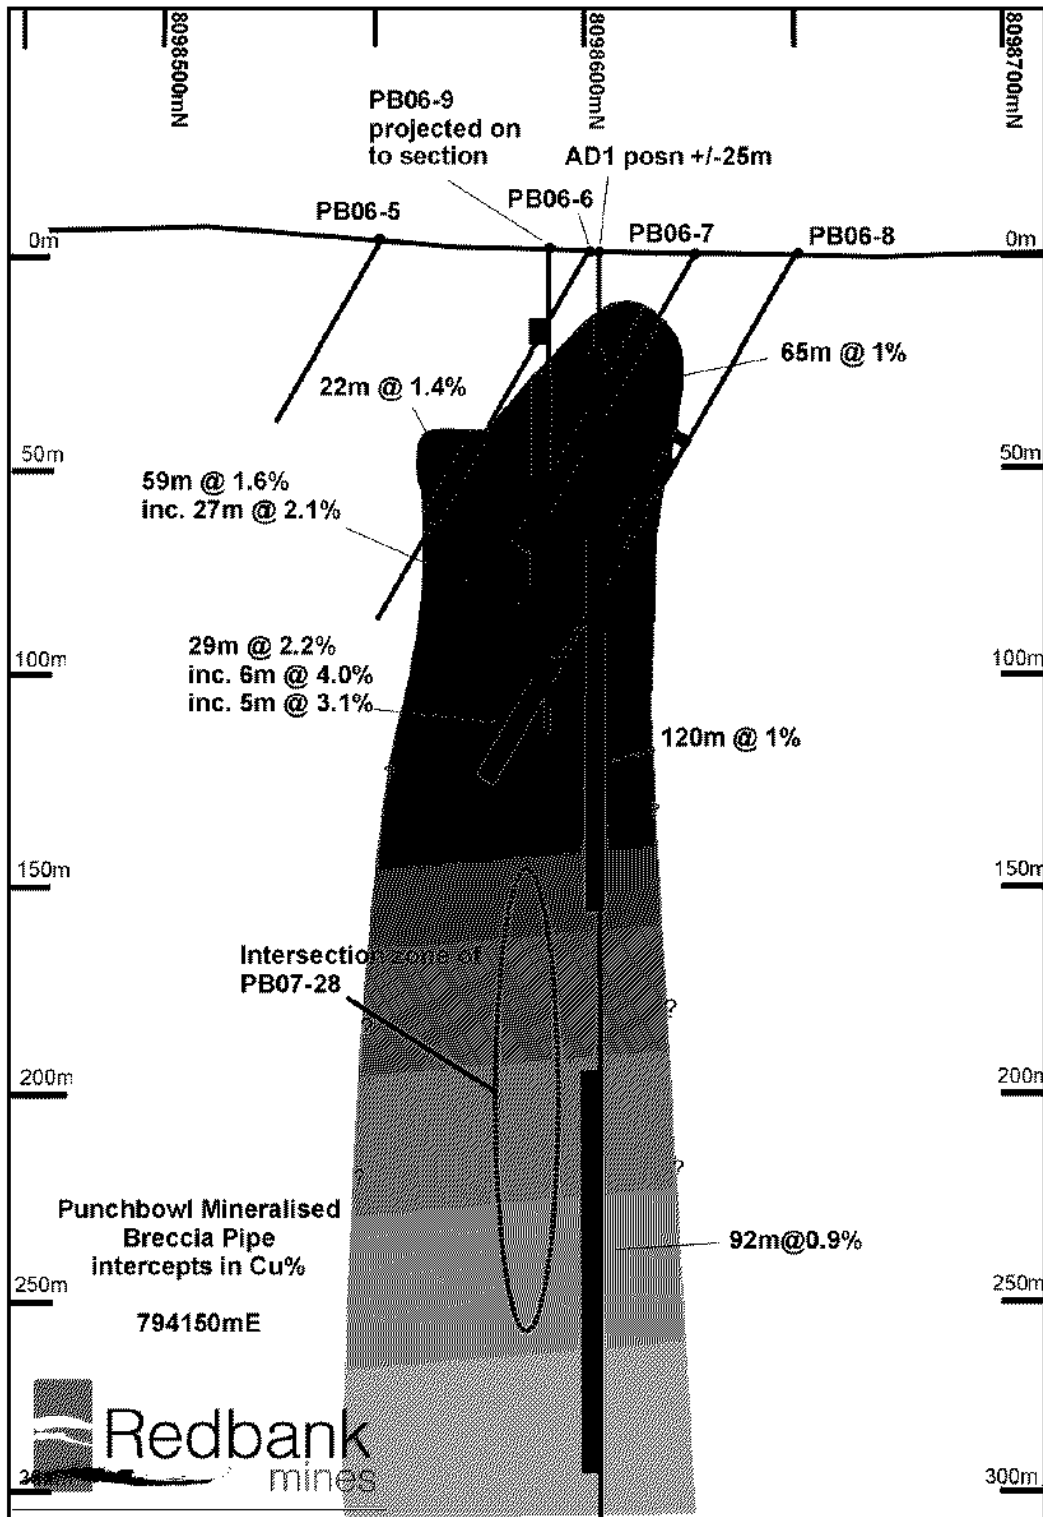 8098500mN
8098600mN
8098700mN
PB06-9
projected on
to section
AD1 posn +/-25m
PB06-6
PB06-5
PB06-7
PB06-8
0m
0m
65m @ 1%
22m @ 1.4%
50m
50m
59m @ 1.6%
inc. 27m @ 2.1%
29m @ 2.2%
inc. 6m @ 4.0%
inc. 5m @ 3.1%
100m
100m
120m @ 1%
?
?
150m
150m
Intersection zone of
PB07-28
?
?
200m
200m
?
?
Punchbowl Mineralised
Breccia Pipe
intercepts in Cu%
92m@0.9%
250m
250m
794150mE
Redbank
mines
300m